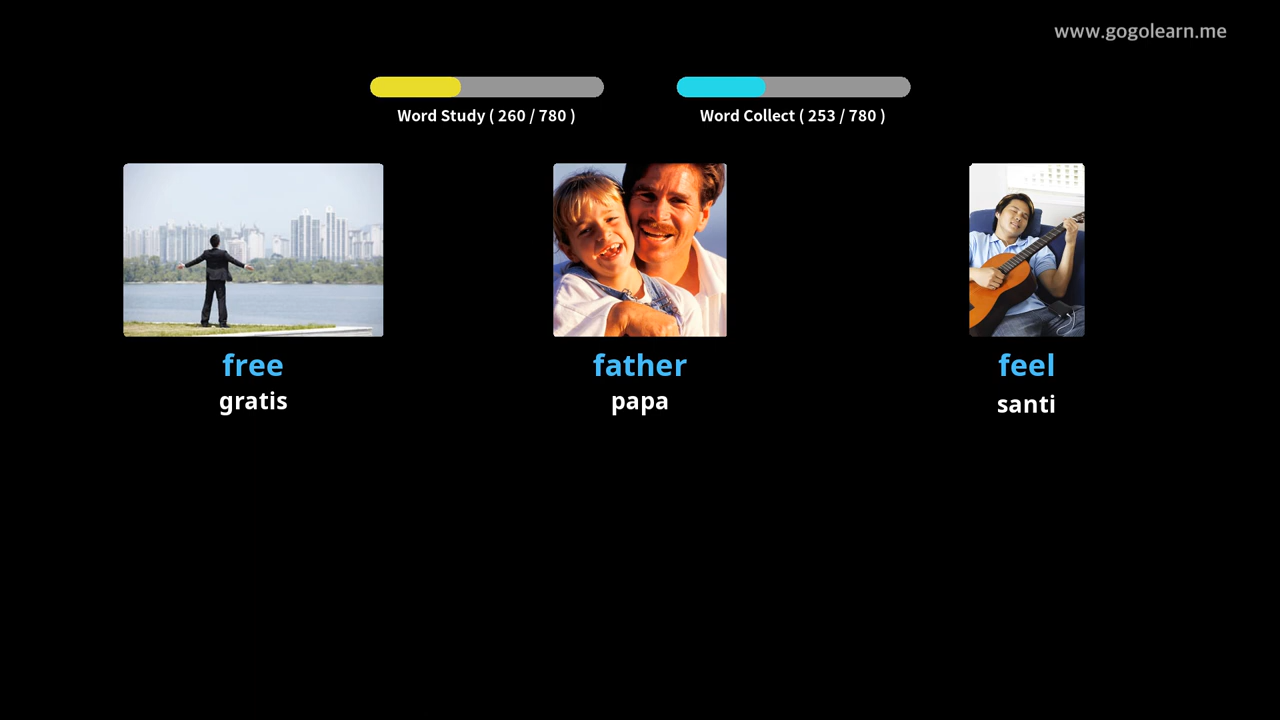 www.gogolearn.me
Word Study ( 260 / 780 )
Word Collect ( 253 / 780 )
free
gratis
father
papa
feel
santi